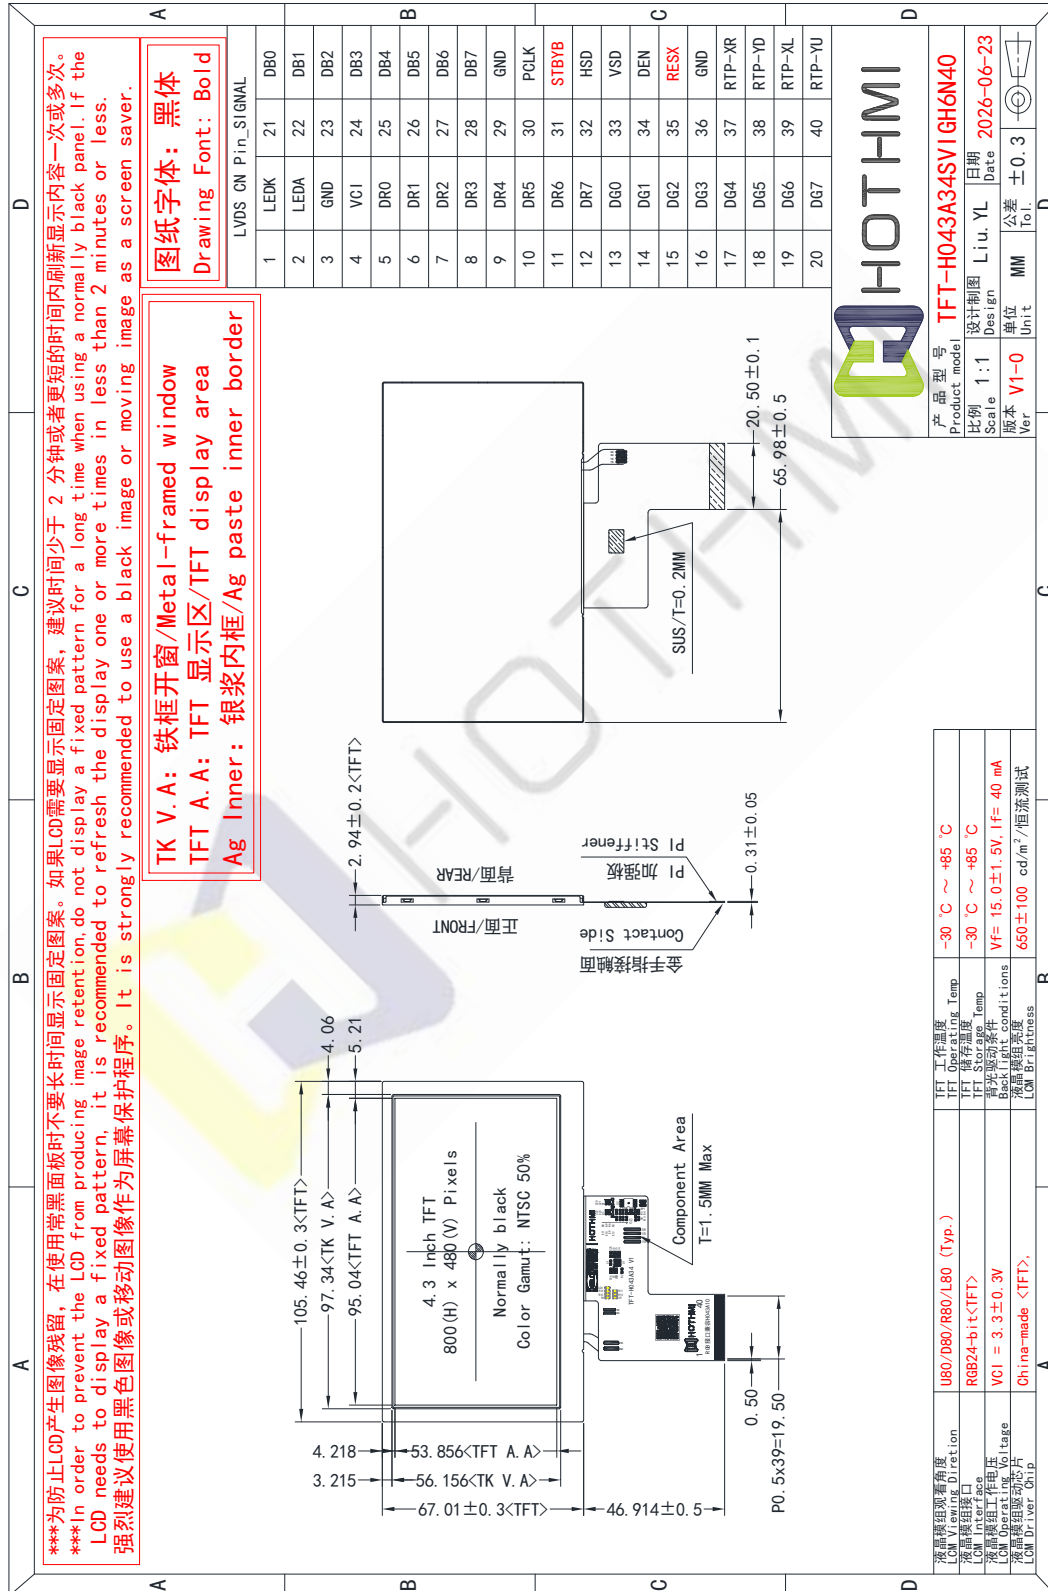 ***为防止LCD产生图像残留，在使用常黑面板时不要长时间显示固定图案。如果LCD需要显示固定图案，建议时间少于 2 分钟或者更短的时间内刷新显示内容一次或多次。
***In order to prevent the LCD from producing image retention, do not display a fixed pattern for a long time when using a normally black panel. If the
LCD needs to display a fixed pattern, it is recommended to refresh the display one or more times in less than 2 minutes or less.
强烈建议使用黑色图像或移动图像作为屏幕保护程序。It is strongly recommended to use a black image or moving image as a screen saver.
TK V.A: 铁框开窗/Metal-framed window
TFT A.A: TFT 显示区/TFT display area
Ag Inner: 银浆内框/Ag paste inner border
图纸字体: 黑体
Drawing Font: Bold
LVDS CN Pin_SIGNAL
1 LEDK 21 DB0
2 LEDA 22 DB1
3 GND 23 DB2
4 VCI 24 DB3
5 DR0 25 DB4
6 DR1 26 DB5
7 DR2 27 DB6
8 DR3 28 DB7
9 DR4 29 GND
10 DR5 30 PCLK
11 DR6 31 STBYB
12 DR7 32 HSD
13 DG0 33 VSD
14 DG1 34 DEN
15 DG2 35 RESX
16 DG3 36 GND
17 DG4 37 RTP-XR
18 DG5 38 RTP-YD
19 DG6 39 RTP-XL
20 DG7 40 RTP-YU
105.46±0.3<TFT>
97.34<TK V.A>
4.06
95.04<TFT A.A>
5.21
4.3 Inch TFT
800(H) x 480(V) Pixels
Normally black
Color Gamut: NTSC 50%
4.218
53.856<TFT A.A>
3.215
56.156<TK V.A>
67.01±0.3<TFT>
46.914±0.5
0.50
P0.5x39=19.50
Component Area
T=1.5MM Max
HOTHMI
TFT-H043A34 V1
HOTHMI
1
40
2.94±0.2<TFT>
背面/REAR
正面/FRONT
PI 加强板
PI Stiffener
金手指接触面
Contact Side
0.31±0.05
SUS/T=0.2MM
20.50±0.1
65.98±0.5
HOTHMI
HOTHMI
产 品 型 号
Product model
TFT-H043A34SVIGH6N40
比例
Scale
1:1
设计制图
Design
Liu.YL
日期
Date
2026-06-23
版本
Ver
V1-0
单位
Unit
MM
公差
Tol.
±0.3
液晶模组观看角度
LCM Viewing Diretion
U80/D80/R80/L80 (Typ.)
TFT 工作温度
TFT Operating Temp
-30 ℃ ～ +85 ℃
液晶模组接口
LCM Interface
RGB24-bit<TFT>
TFT 储存温度
TFT Storage Temp
-30 ℃ ～ +85 ℃
液晶模组工作电压
LCM Operating Voltage
VCI = 3.3±0.3V
背光驱动条件
Backlight conditions
Vf= 15.0±1.5V, If= 40 mA
液晶模组驱动芯片
LCM Driver Chip
China-made <TFT>.
液晶模组亮度
LCM Brightness
650±100 cd/m²/恒流测试
A
B
C
D
A
B
C
D
A
B
C
D
A
B
C
D